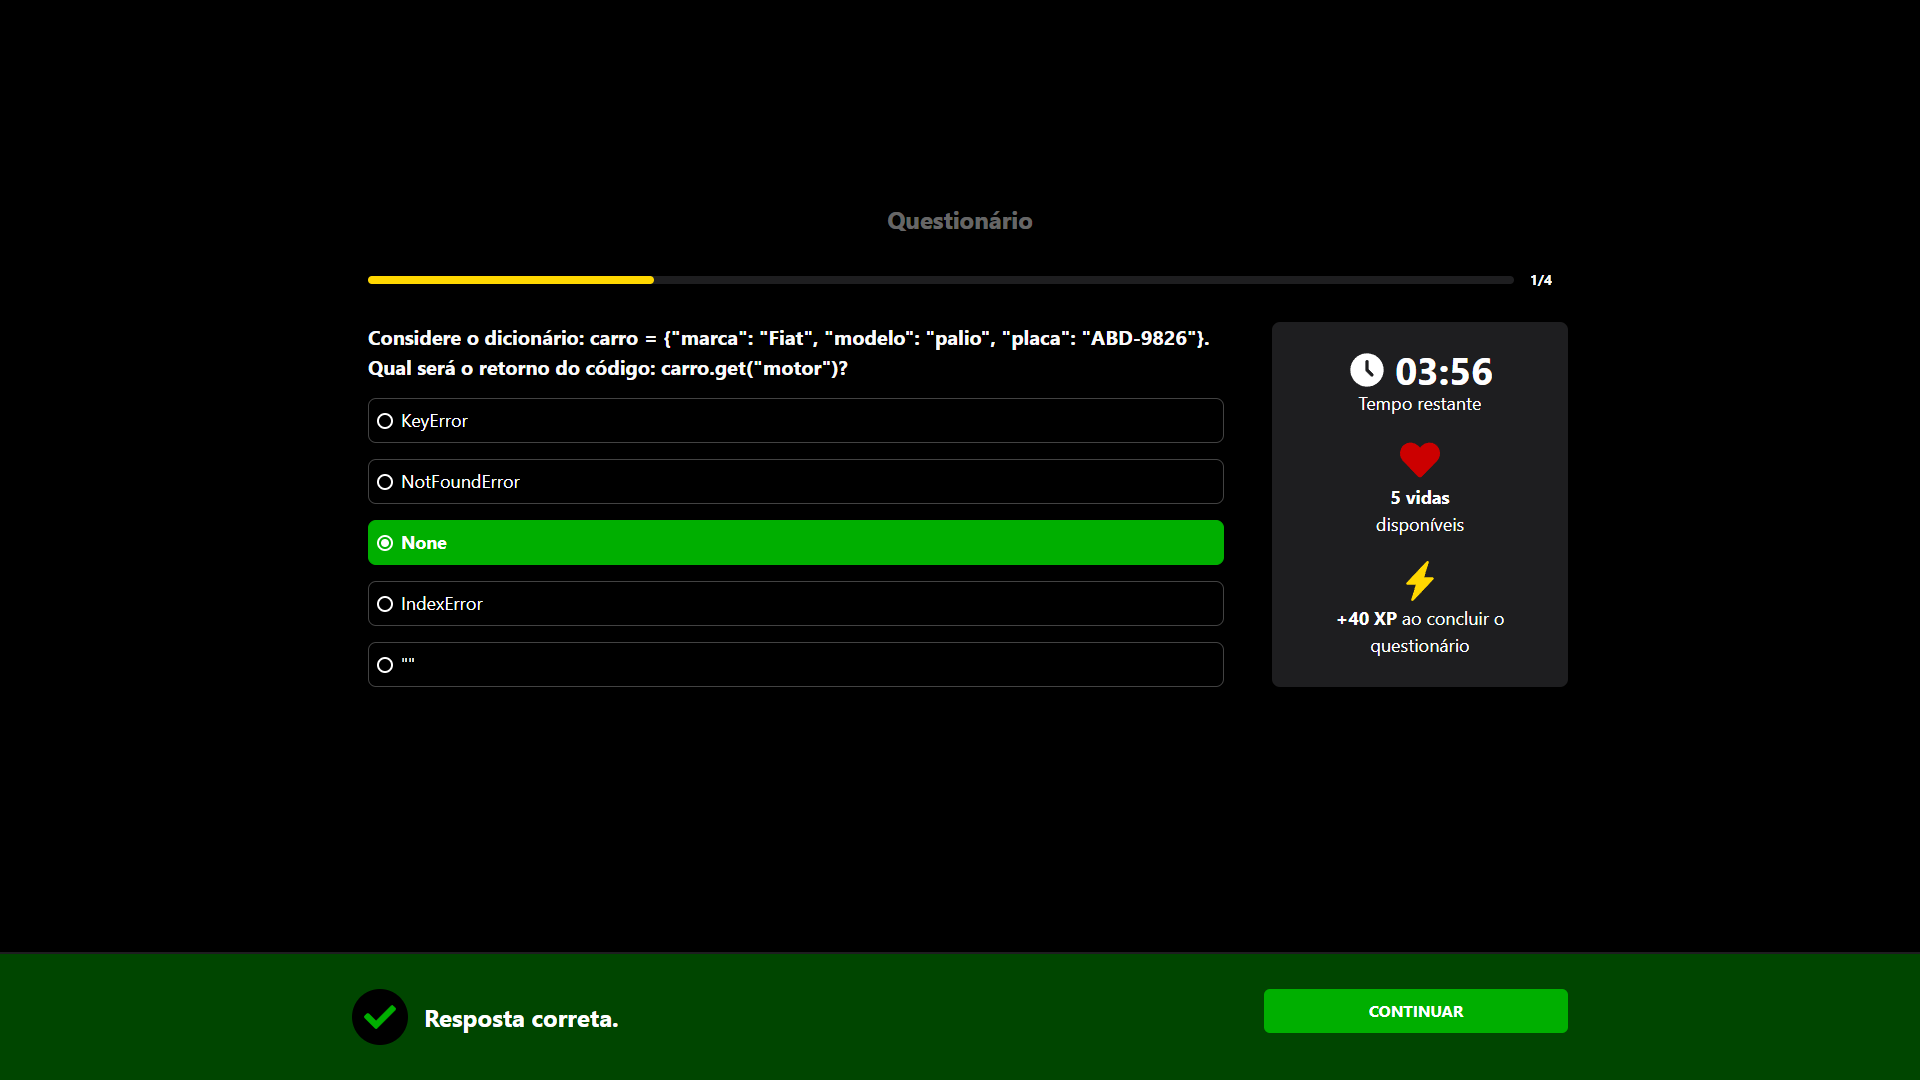 Questionário
1/4
Considere o dicionário: carro = {"marca": "Fiat", "modelo": "palio", "placa": "ABD-9826"}.
Qual será o retorno do código: carro.get("motor")?
KeyError
NotFoundError
None
IndexError
""
03:56
Tempo restante
5 vidas
disponíveis
+40 XP ao concluir o
questionário
Resposta correta.
CONTINUAR